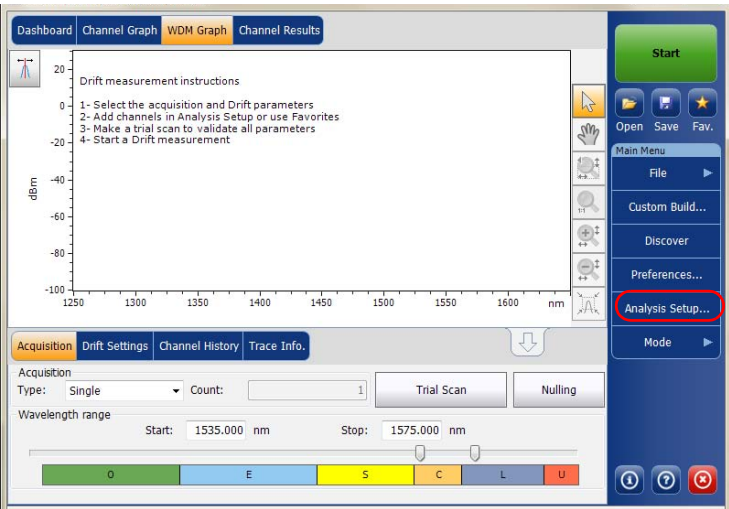 Dashboard Channel Graph WDM Graph Channel Results
Start
20
Drift measurement instructions
0
1- Select the acquisition and Drift parameters
2- Add channels in Analysis Setup or use Favorites
3- Make a trial scan to validate all parameters
4- Start a Drift measurement
-20
-40
-60
-80
-100
dBm
1250 1300 1350 1400 1450 1500 1550 1600 nm
1:1
Open Save Fav.
Main Menu
File
Custom Build...
Discover
Preferences...
Analysis Setup...
Mode
Acquisition Drift Settings Channel History Trace Info.
Acquisition
Type: Single Count: 1 Trial Scan Nulling
Wavelength range
Start: 1535.000 nm Stop: 1575.000 nm
O E S C L U